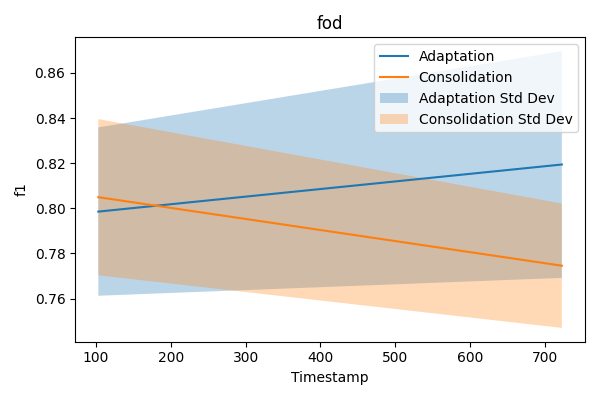 fod
Adaptation
Consolidation
Adaptation Std Dev
Consolidation Std Dev
f1
0.86
0.84
0.82
0.80
0.78
0.76
100 200 300 400 500 600 700
Timestamp